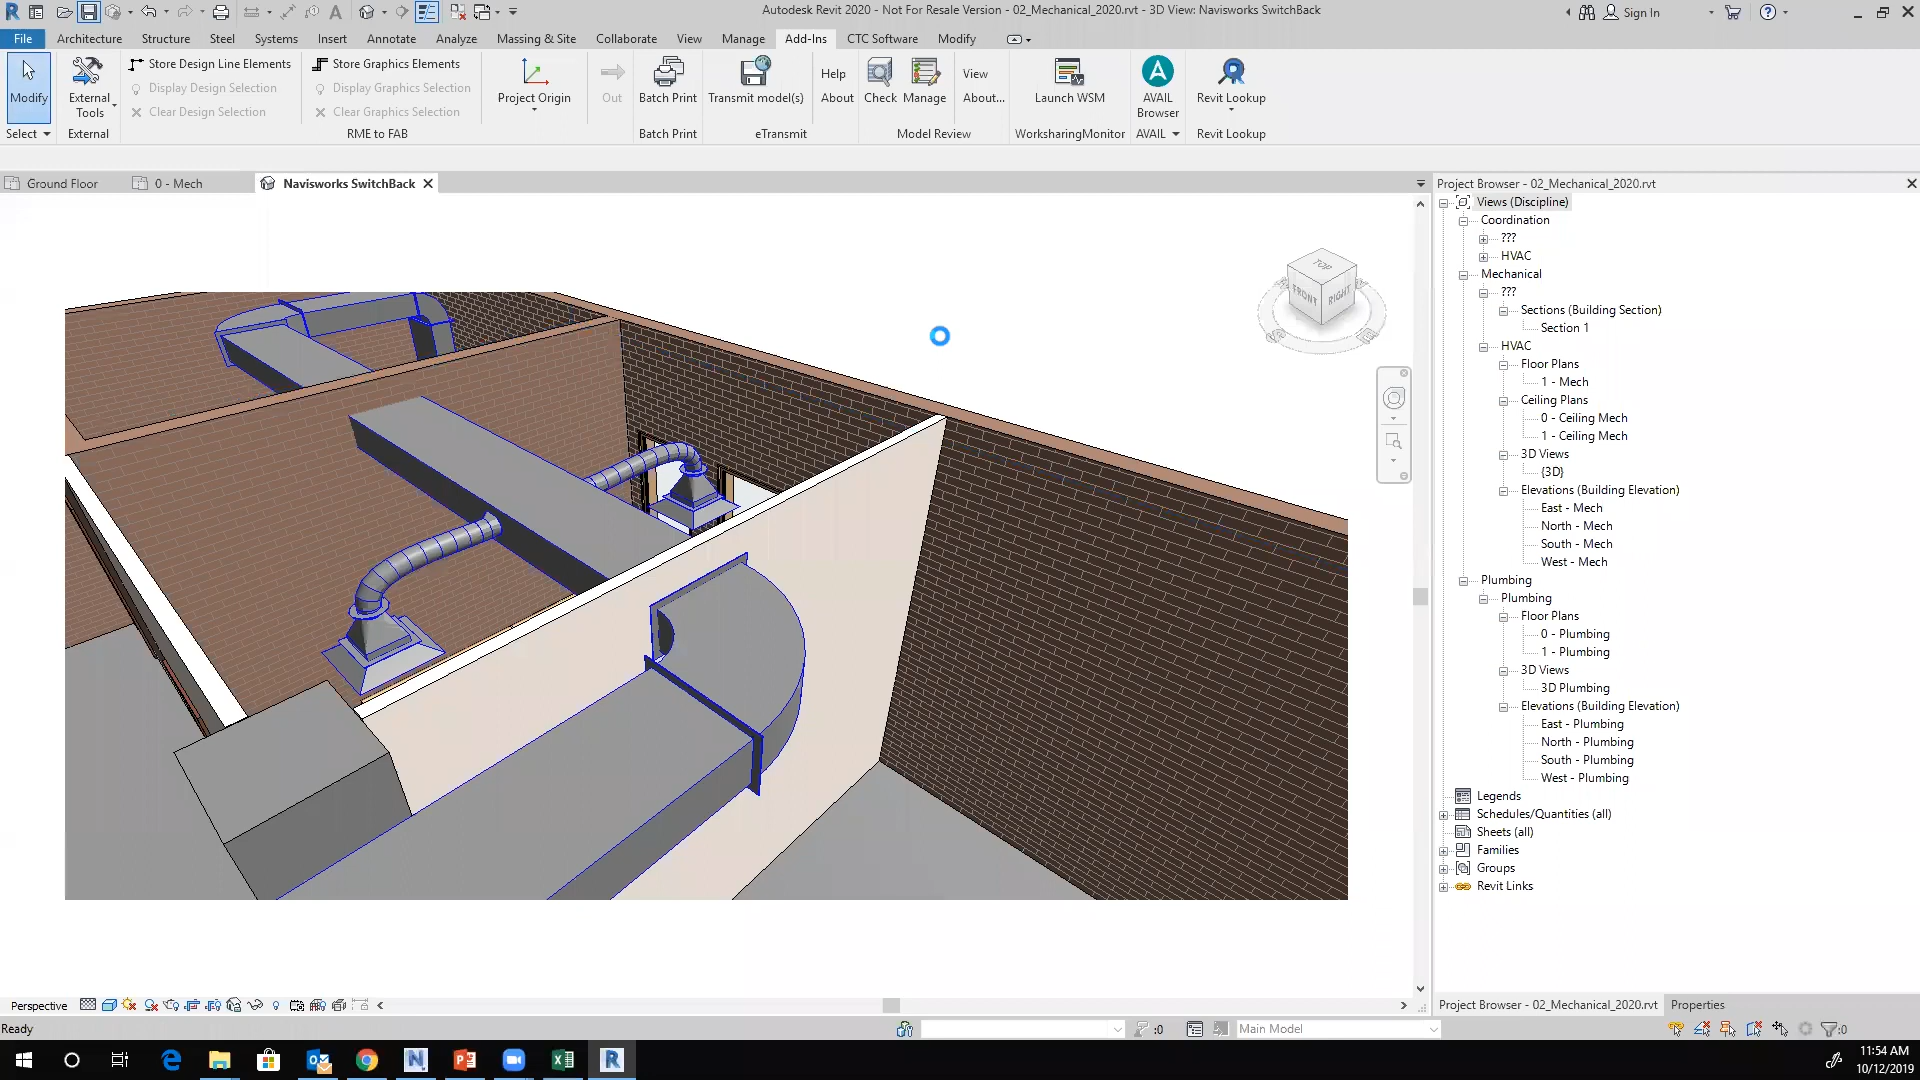 Autodesk Revit 2020 - Not For Resale Version - 02_Mechanical_2020.rvt - 3D View: Navisworks SwitchBack
Sign In
File Architecture Structure Steel Systems Insert Annotate Analyze Massing & Site Collaborate View Manage Add-Ins CTC Software Modify
Modify
Select
External Tools
External
Store Design Line Elements
Display Design Selection
Clear Design Selection
Store Graphics Elements
Display Graphics Selection
Clear Graphics Selection
RME to FAB
Project Origin
Out
Batch Print
Batch Print
Transmit model(s)
Help
About
eTransmit
Check
Manage
View
About...
Model Review
Launch WSM
WorksharingMonitor
AVAIL Browser
AVAIL
Revit Lookup
Revit Lookup
Ground Floor
0 - Mech
Navisworks SwitchBack
TOP
FRONT
RIGHT
Project Browser - 02_Mechanical_2020.rvt
Views (Discipline)
Coordination
???
HVAC
Mechanical
???
Sections (Building Section)
Section 1
HVAC
Floor Plans
1 - Mech
Ceiling Plans
0 - Ceiling Mech
1 - Ceiling Mech
3D Views
{3D}
Elevations (Building Elevation)
East - Mech
North - Mech
South - Mech
West - Mech
Plumbing
Plumbing
Floor Plans
0 - Plumbing
1 - Plumbing
3D Views
3D Plumbing
Elevations (Building Elevation)
East - Plumbing
North - Plumbing
South - Plumbing
West - Plumbing
Legends
Schedules/Quantities (all)
Sheets (all)
Families
Groups
Revit Links
Perspective
Project Browser - 02_Mechanical_2020.rvt
Properties
Ready
:0
Main Model
:0
11:54 AM
10/12/2019